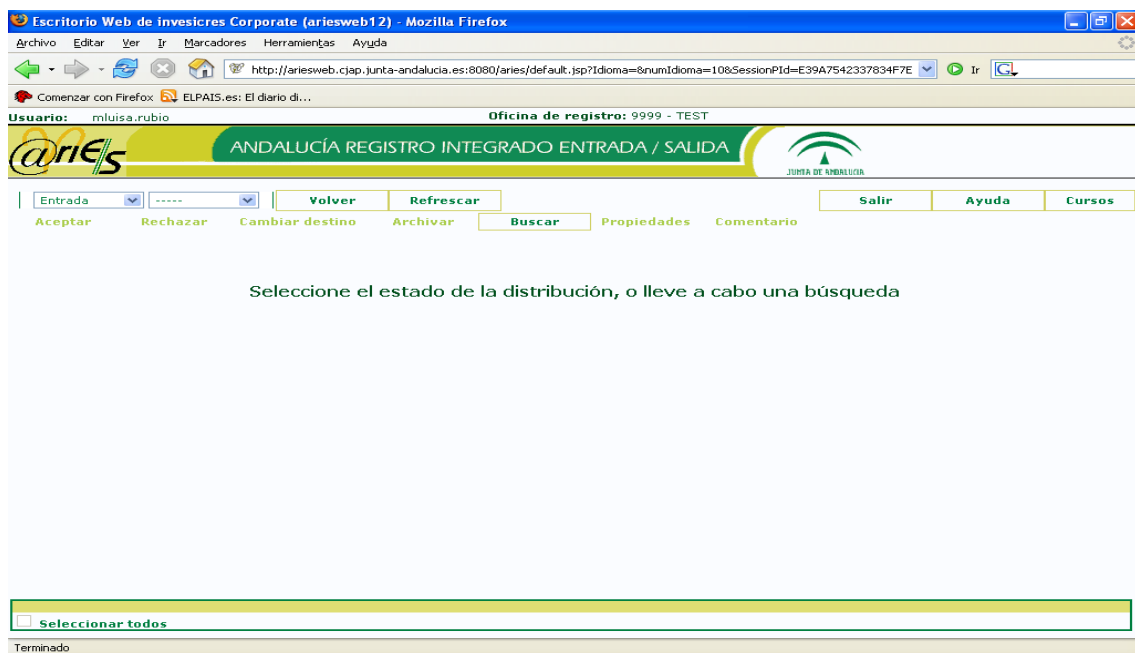 Escritorio Web de invesicres Corporate (ariesweb12) - Mozilla Firefox
Archivo Editar Ver Ir Marcadores Herramientas Ayuda
http://ariesweb.cjap.junta-andalucia.es:8080/aries/default.jsp?Idioma=&numIdioma=10&SessionPId=E39A7542337834F7E Ir G
Comenzar con Firefox ELPAIS.es: El diario di...
Usuario: mluisa.rubio Oficina de registro: 9999 - TEST
@riEs ANDALUCÍA REGISTRO INTEGRADO ENTRADA / SALIDA JUNTA DE ANDALUCIA
Entrada ----- Volver Refrescar Salir Ayuda Cursos
Aceptar Rechazar Cambiar destino Archivar Buscar Propiedades Comentario
Seleccione el estado de la distribución, o lleve a cabo una búsqueda
Seleccionar todos
Terminado